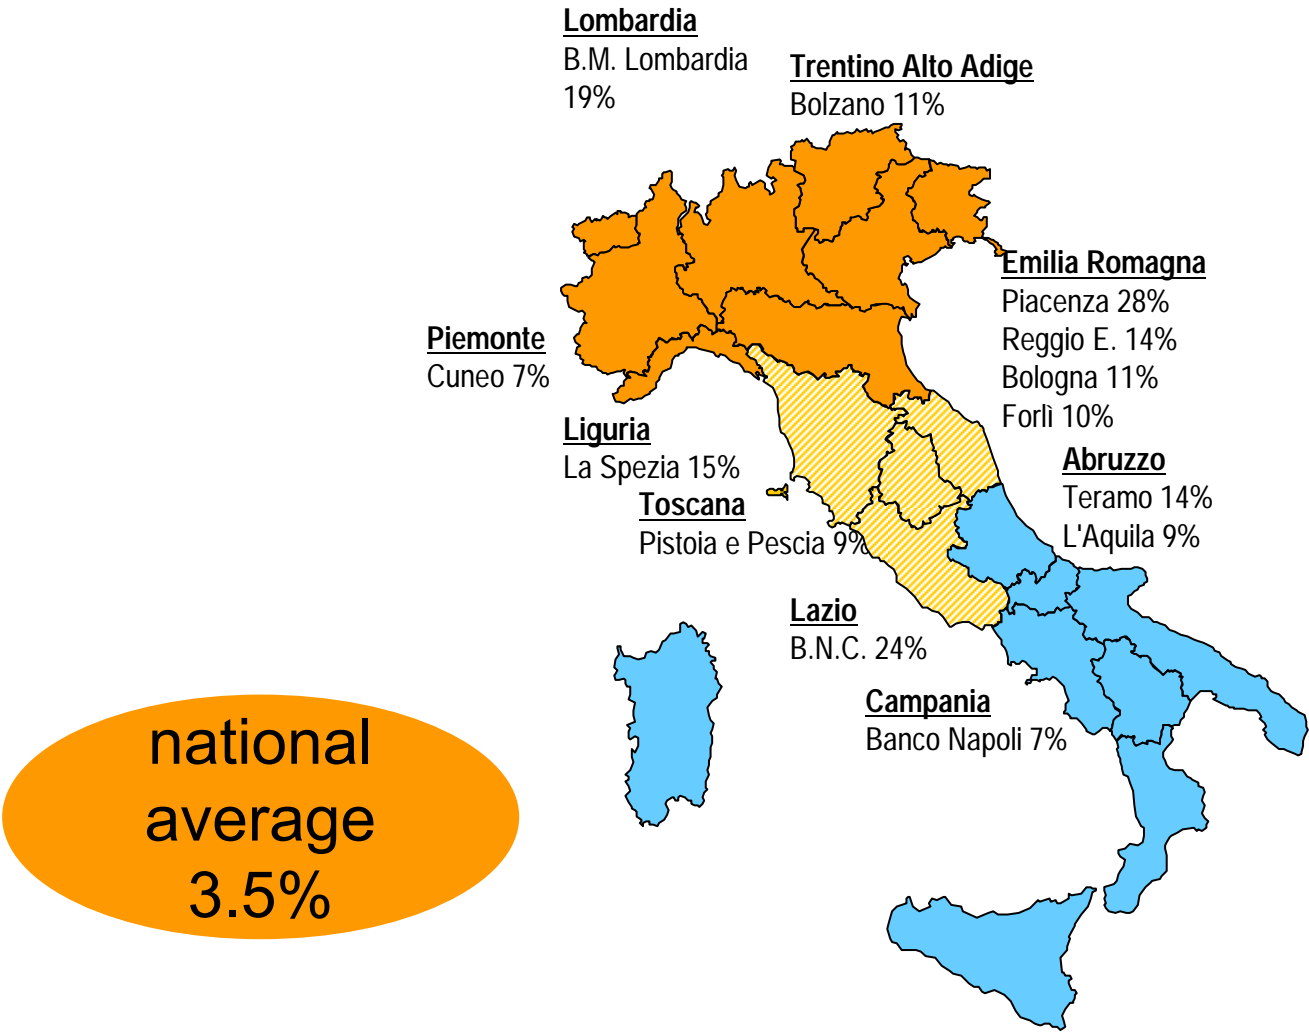 Lombardia
B.M. Lombardia
19%
Trentino Alto Adige
Bolzano 11%
Emilia Romagna
Piacenza 28%
Reggio E. 14%
Bologna 11%
Forlì 10%
Piemonte
Cuneo 7%
Liguria
La Spezia 15%
Abruzzo
Teramo 14%
L'Aquila 9%
Toscana
Pistoia e Pescia 9%
Lazio
B.N.C. 24%
Campania
Banco Napoli 7%
national
average
3.5%